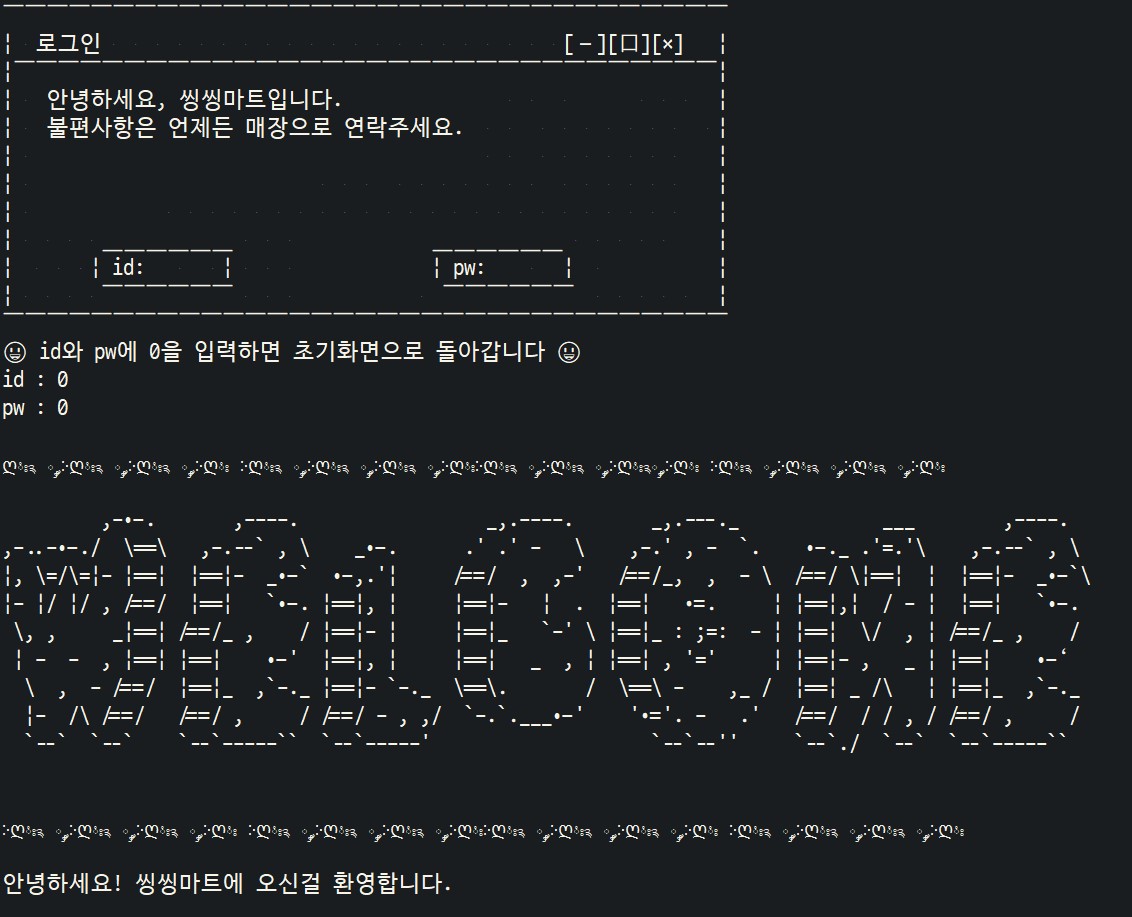 로그인 [-][口][×]
안녕하세요, 씽씽마트입니다.
불편사항은 언제든 매장으로 연락주세요.
id: pw:
😃 id와 pw에 0을 입력하면 초기화면으로 돌아갑니다 😃
id : 0
pw : 0
WELCOME
안녕하세요! 씽씽마트에 오신걸 환영합니다.